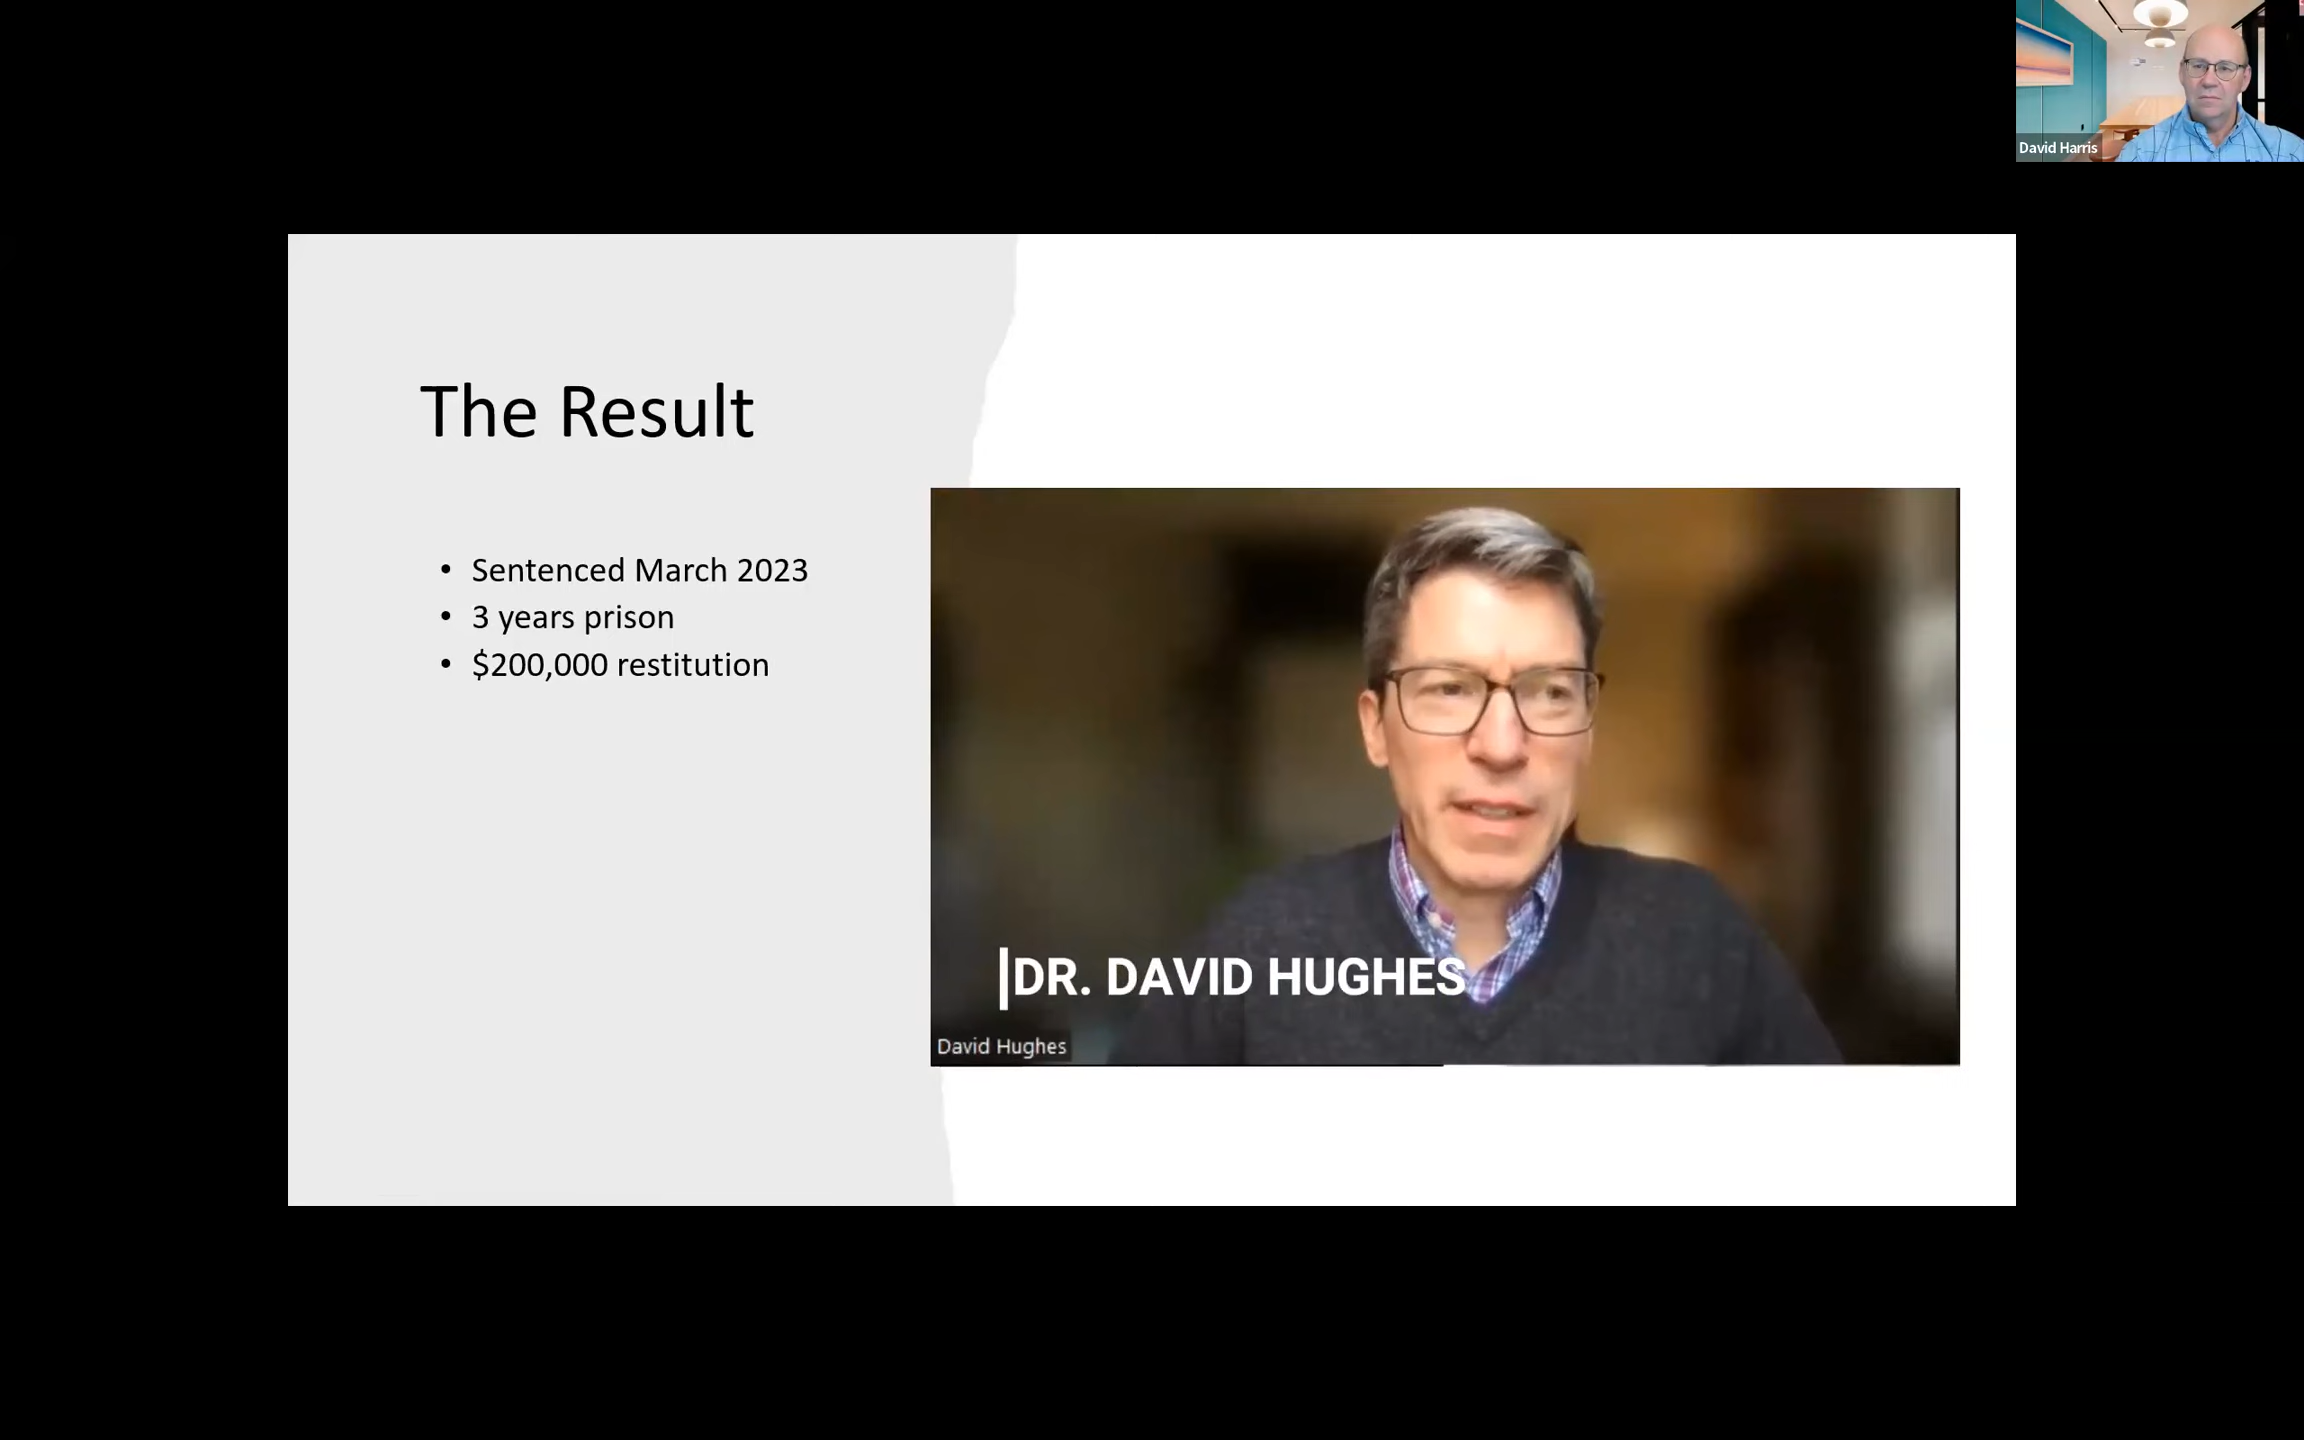 David Harris
The Result
• Sentenced March 2023
• 3 years prison
• $200,000 restitution
|DR. DAVID HUGHES
David Hughes